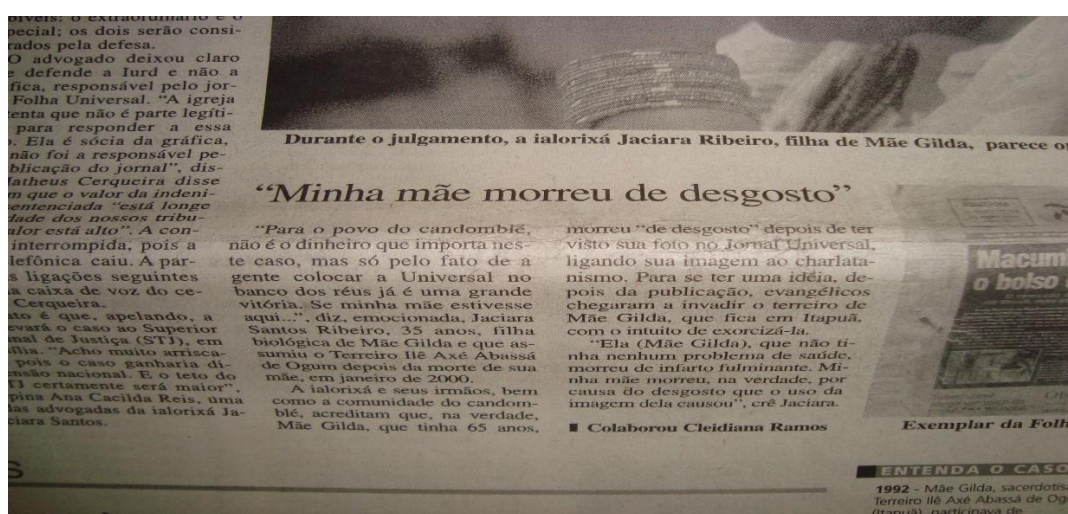 especial; os dois serão consi-
rados pela defesa.
O advogado deixou claro
e defende a Iurd e não a
fica, responsável pelo jor-
Folha Universal. “A igreja
enta que não é parte legíti-
para responder a essa
. Ela é sócia da gráfica,
não foi a responsável pe-
blicação do jornal”, dis-
Matheus Cerqueira disse
m que o valor da indeni-
sentenciada “está longe
dade dos nossos tribu-
alor está alto”. A con-
interrompida, pois a
lefônica caiu. A par-
s ligações seguintes
a caixa de voz do ce-
Cerqueira.
ato é que, apelando, a
evará o caso ao Superior
nal de Justiça (STJ), em
ília. “Acho muito arrisca-
pois o caso ganharia di-
ensão nacional. E o teto do
TJ certamente será maior”,
pina Ana Cacilda Reis, uma
das advogadas da ialorixá Ja-
ciara Santos.
Durante o julgamento, a ialorixá Jaciara Ribeiro, filha de Mãe Gilda, parece
“Minha mãe morreu de desgosto”
“Para o povo do candomblé,
não é o dinheiro que importa nes-
te caso, mas só pelo fato de a
gente colocar a Universal no
banco dos réus já é uma grande
vitória. Se minha mãe estivesse
aqui...”, diz, emocionada, Jaciara
Santos Ribeiro, 35 anos, filha
biológica de Mãe Gilda e que as-
sumiu o Terreiro Ilê Axé Abassá
de Ogum depois da morte de sua
mãe, em janeiro de 2000.
A ialorixá e seus irmãos, bem
como a comunidade do candom-
blé, acreditam que, na verdade,
Mãe Gilda, que tinha 65 anos,
morreu “de desgosto” depois de ter
visto sua foto no Jornal Universal,
ligando sua imagem ao charlata-
nismo. Para se ter uma idéia, de-
pois da publicação, evangélicos
chegaram a invadir o terreiro de
Mãe Gilda, que fica em Itapuã,
com o intuito de exorcizá-la.
“Ela (Mãe Gilda), que não ti-
nha nenhum problema de saúde,
morreu de infarto fulminante. Mi-
nha mãe morreu, na verdade, por
causa do desgosto que o uso da
imagem dela causou”, crê Jaciara.
Colaborou Cleidiana Ramos
Macum
o bolso
Exemplar da Folh
ENTENDA O CASO
1992 - Mãe Gilda, sacerdotisa
Terreiro Ilê Axé Abassá de Og
(Itapuã), participava de